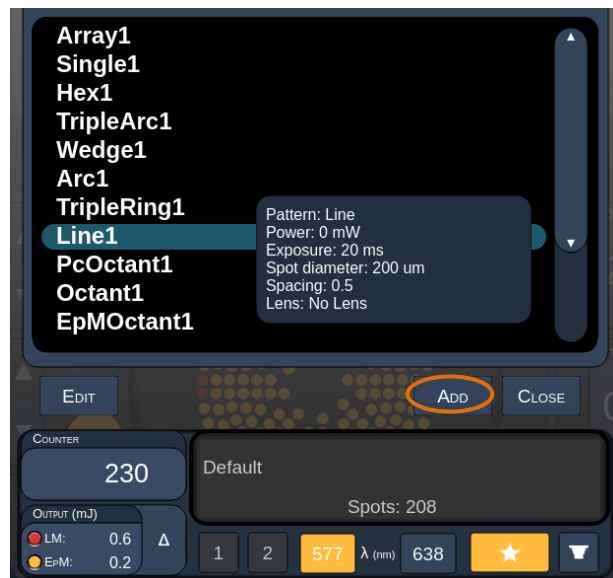 Array1
Single1
Hex1
TripleArc1
Wedge1
Arc1
TripleRing1
Line1
PcOctant1
Octant1
EpMOctant1
Pattern: Line
Power: 0 mW
Exposure: 20 ms
Spot diameter: 200 um
Spacing: 0.5
Lens: No Lens
EDIT
ADD
CLOSE
COUNTER
230
OUTPUT (mJ)
LM: 0.6
EPM: 0.2
Δ
Default
Spots: 208
1 2 577 λ (nm) 638